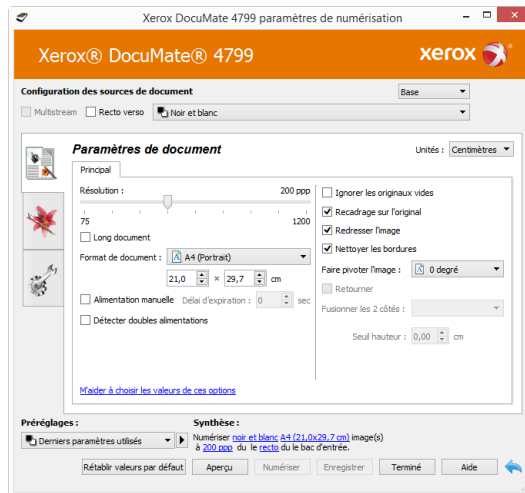 Xerox DocuMate 4799 paramètres de numérisation
Xerox® DocuMate® 4799
xerox
Configuration des sources de document
Base
Multistream
Recto verso
Noir et blanc
Paramètres de document
Unités :
Centimètres
Principal
Résolution :
200 ppp
75
1200
Long document
Format de document :
A4 (Portrait)
21,0 × 29,7 cm
Alimentation manuelle
Délai d'expiration :
0
sec
Détecter doubles alimentations
M'aider à choisir les valeurs de ces options
Ignorer les originaux vides
Recadrage sur l'original
Redresser l'image
Nettoyer les bordures
Faire pivoter l'image :
0 degré
Retourner
Fusionner les 2 côtés :
Seuil hauteur :
0,00
cm
Préréglages :
Derniers paramètres utilisés
Synthèse :
Numériser noir et blanc A4 (21,0x29,7 cm) image(s)
à 200 ppp du le recto du le bac d'entrée.
Rétablir valeurs par défaut
Aperçu
Numériser
Enregistrer
Terminé
Aide